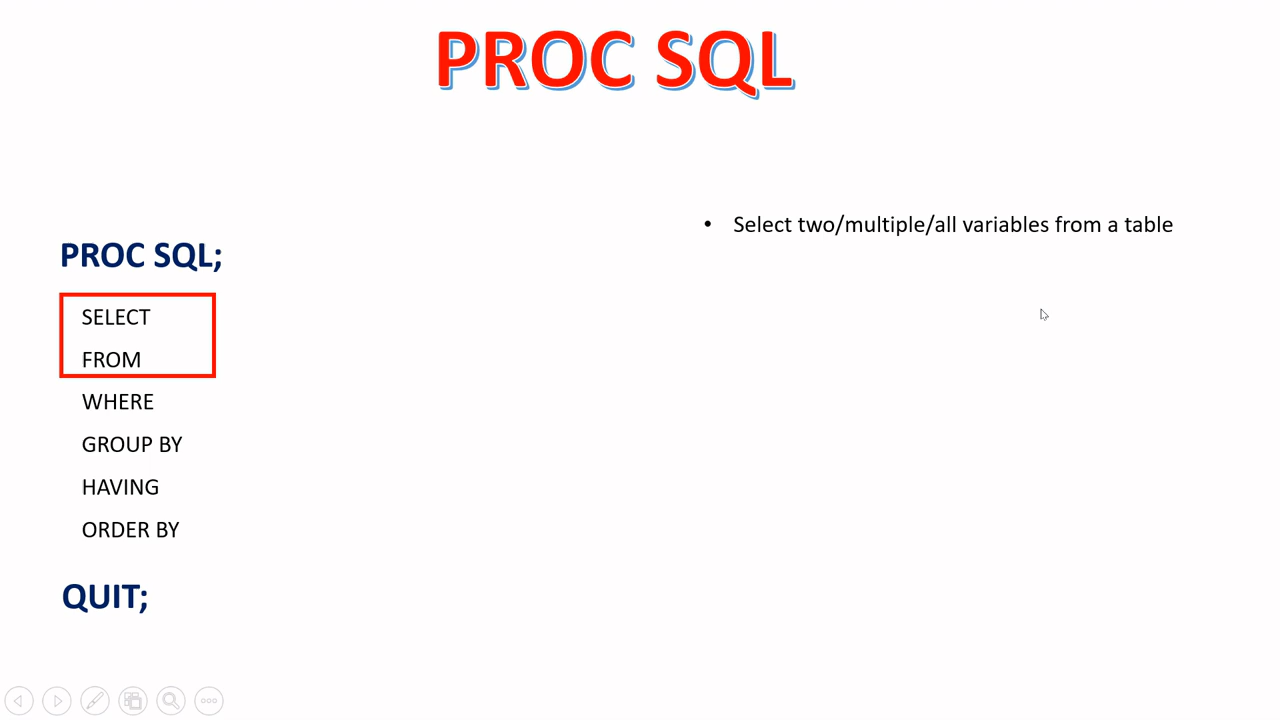 PROC SQL
• Select two/multiple/all variables from a table
PROC SQL;
SELECT
FROM
WHERE
GROUP BY
HAVING
ORDER BY
QUIT;